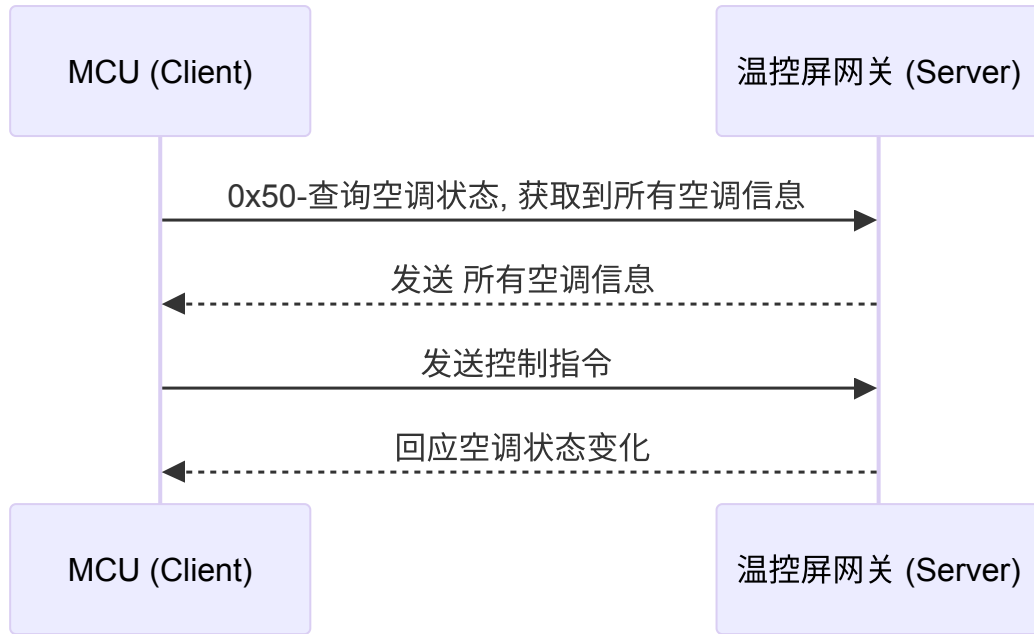 MCU (Client)
温控屏网关 (Server)
0x50-查询空调状态, 获取到所有空调信息
发送 所有空调信息
发送控制指令
回应空调状态变化
MCU (Client)
温控屏网关 (Server)